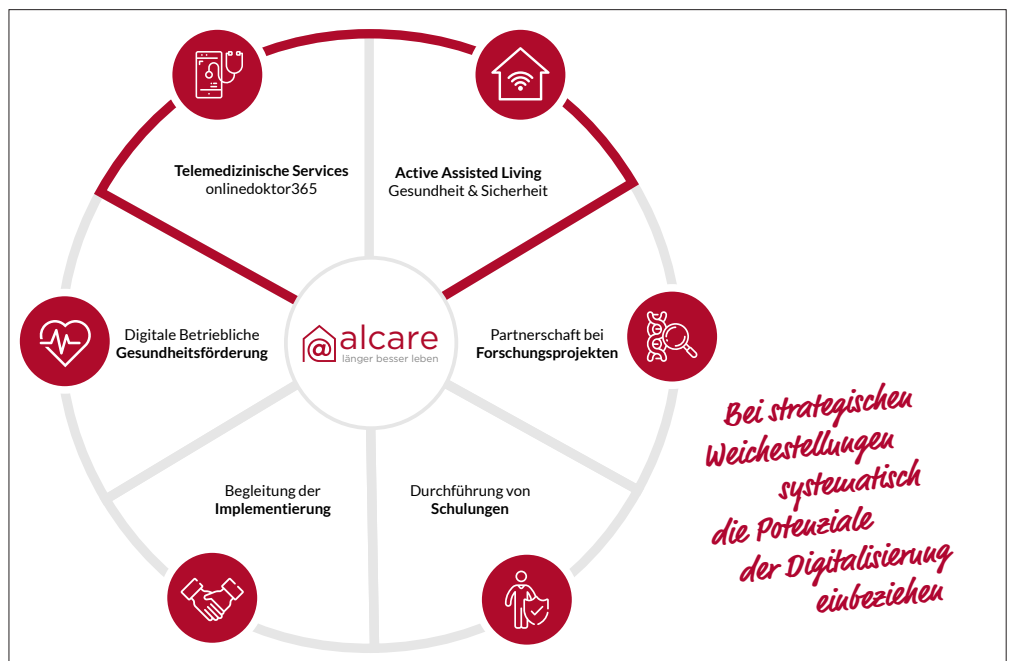 Telemedizinische Services
onlinedoktor365
Active Assisted Living
Gesundheit & Sicherheit
Digitale Betriebliche
Gesundheitsförderung
@alcare
länger besser leben
Partnerschaft bei
Forschungsprojekten
Begleitung der
Implementierung
Durchführung von
Schulungen
Bei strategischen
Weichestellungen
systematisch
die Potenziale
der Digitalisierung
einbeziehen